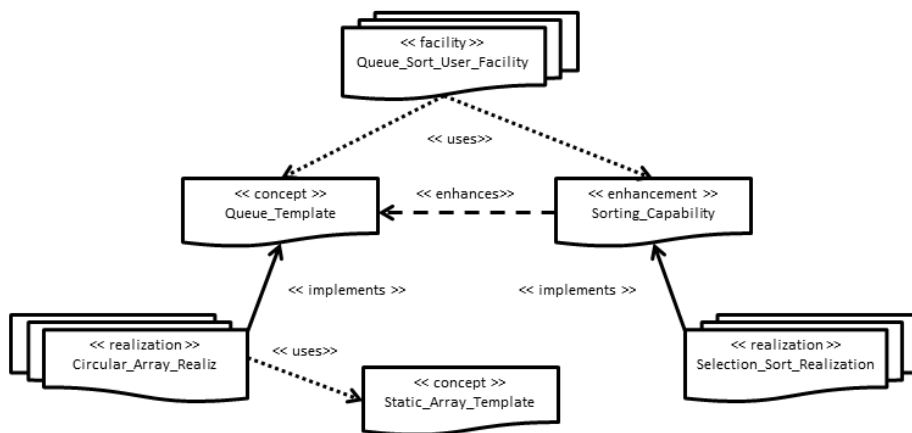 << facility >>
Queue_Sort_User_Facility
<< uses>>
<< concept >>
Queue_Template
<< enhances>>
<< enhancement >>
Sorting_Capability
<< implements >>
<< implements >>
<< realization >>
Circular_Array_Realiz
<< uses>>
<< concept >>
Static_Array_Template
<< realization >>
Selection_Sort_Realization